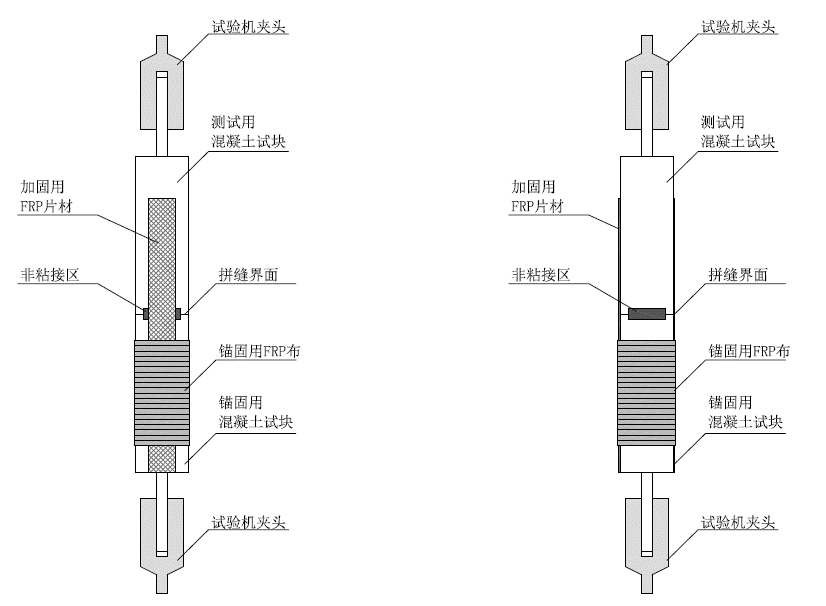 试验机夹头
测试用
混凝土试块
加固用
FRP片材
非粘接区
拼缝界面
锚固用FRP布
锚固用
混凝土试块
试验机夹头
试验机夹头
测试用
混凝土试块
加固用
FRP片材
非粘接区
拼缝界面
锚固用FRP布
锚固用
混凝土试块
试验机夹头